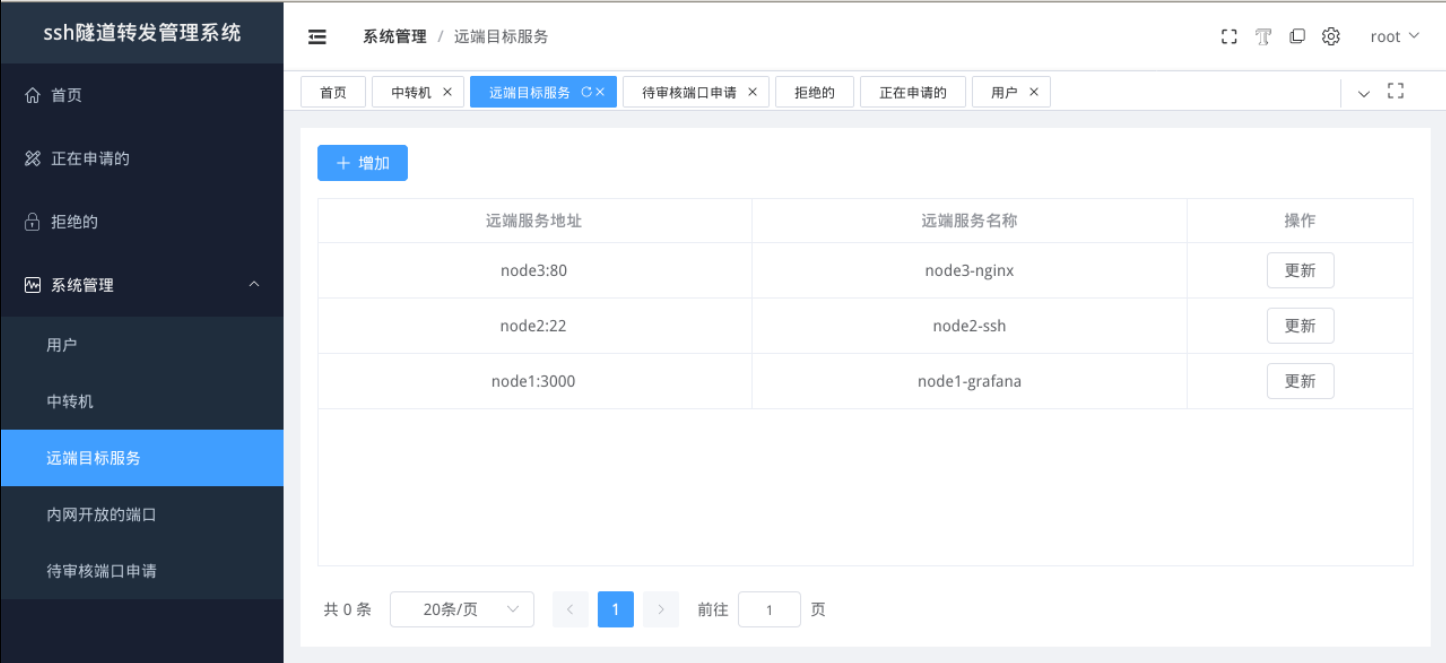 ssh隧道转发管理系统
首页
正在申请的
拒绝的
系统管理
用户
中转机
远端目标服务
内网开放的端口
待审核端口申请
系统管理 / 远端目标服务
root
首页 中转机 远端目标服务 待审核端口申请 拒绝的 正在申请的 用户
增加
远端服务地址 远端服务名称 操作
node3:80 node3-nginx 更新
node2:22 node2-ssh 更新
node1:3000 node1-grafana 更新
共 0 条 20条/页 1 前往 1 页